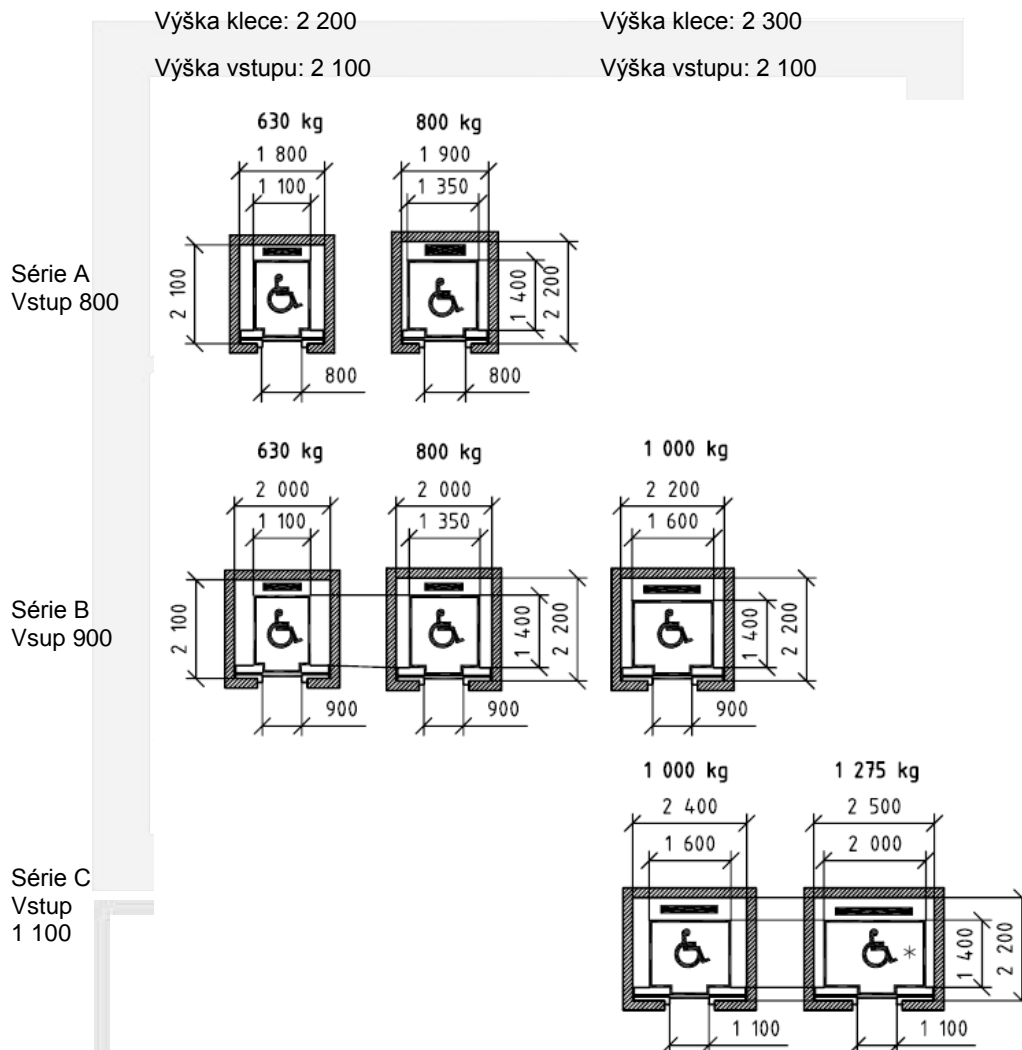 Výška klece: 2 200 Výška klece: 2 300
Výška vstupu: 2 100 Výška vstupu: 2 100
630 kg 800 kg
1 800 1 900
1 100 1 350
Série A
Vstup 800
2 100 1 400 2 200
800 800
630 kg 800 kg 1 000 kg
2 000 2 000 2 200
1 100 1 350 1 600
Série B
Vsup 900
2 100 1 400 2 200 1 400 2 200
900 900 900
1 000 kg 1 275 kg
2 400 2 500
1 600 2 000
Série C
Vstup
1 100
* 1 400 2 200
1 100 1 100